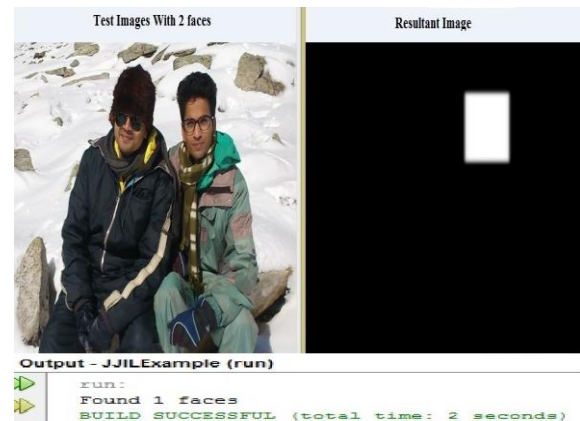 Test Images With 2 faces
Resultant Image
Output - JJILExample (run)
run:
Found 1 faces
BUILD SUCCESSFUL (total time: 2 seconds)